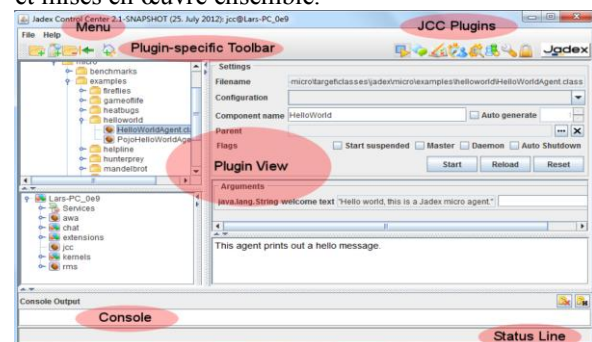 et mises en œuvre ensemble.
Jadex Control Center 2.1-SNAPSHOT (25. July 2012): jcc@Lars-PC_0e9
Menu
JCC Plugins
File Help
Plugin-specific Toolbar
Jadex
micro
benchmarks
examples
fireflies
gameoflife
heatbugs
helloworld
HelloWorldAgent.cl
PojoHelloWorldAge
helpline
hunterprey
mandelbrot
Settings
Filename -micro\target\classes\jadex\micro\examples\helloworld\HelloWorldAgent.class
Configuration
Component name HelloWorld Auto generate
Parent
Flags Start suspended Master Daemon Auto Shutdown
Plugin View
Start Reload Reset
Arguments
java.lang.String welcome text "Hello world, this is a Jadex micro agent."
This agent prints out a hello message.
Lars-PC_0e9
Services
awa
chat
extensions
jcc
kernels
rms
Console Output
Console
Status Line